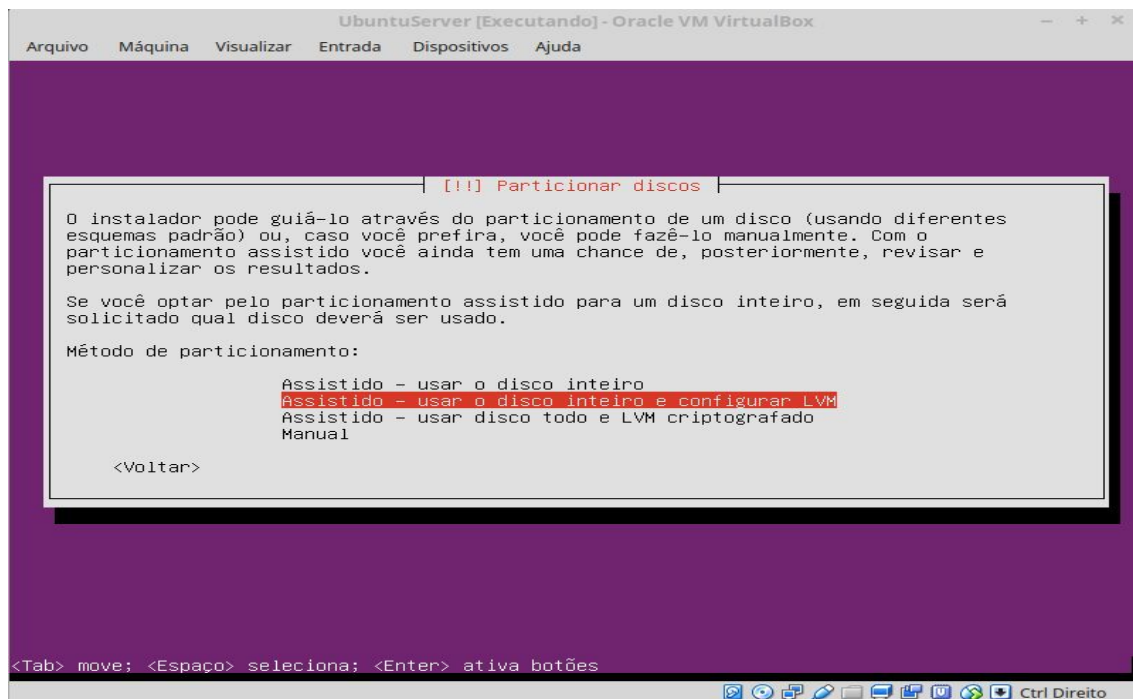 UbuntuServer [Executando] - Oracle VM VirtualBox
Arquivo Máquina Visualizar Entrada Dispositivos Ajuda
[!!] Particionar discos
O instalador pode guiá-lo através do particionamento de um disco (usando diferentes
esquemas padrão) ou, caso você prefira, você pode fazê-lo manualmente. Com o
particionamento assistido você ainda tem uma chance de, posteriormente, revisar e
personalizar os resultados.
Se você optar pelo particionamento assistido para um disco inteiro, em seguida será
solicitado qual disco deverá ser usado.
Método de particionamento:
Assistido – usar o disco inteiro
Assistido – usar o disco inteiro e configurar LVM
Assistido – usar disco todo e LVM criptografado
Manual
<Voltar>
<Tab> move; <Espaço> seleciona; <Enter> ativa botões
Ctrl Direito